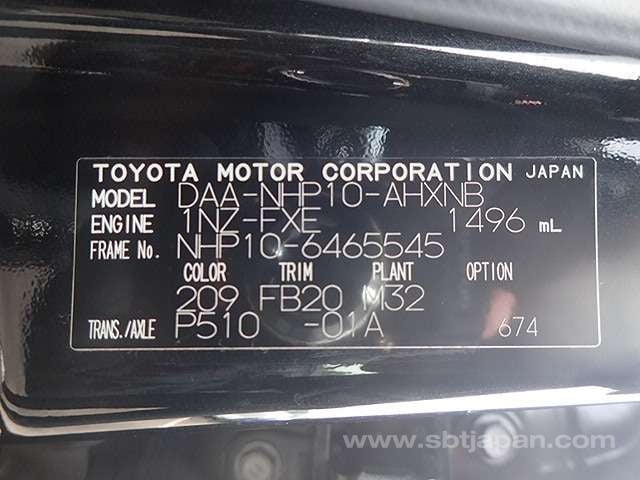 TOYOTA MOTOR CORPORATION JAPAN
MODEL DAA-NHP10-AHXNB
ENGINE 1NZ-FXE 1496 mL
FRAME No. NHP10-6465545
COLOR TRIM PLANT OPTION
209 FB20 M32
TRANS./AXLE P510 -01A 674
www.sbtjapan.com